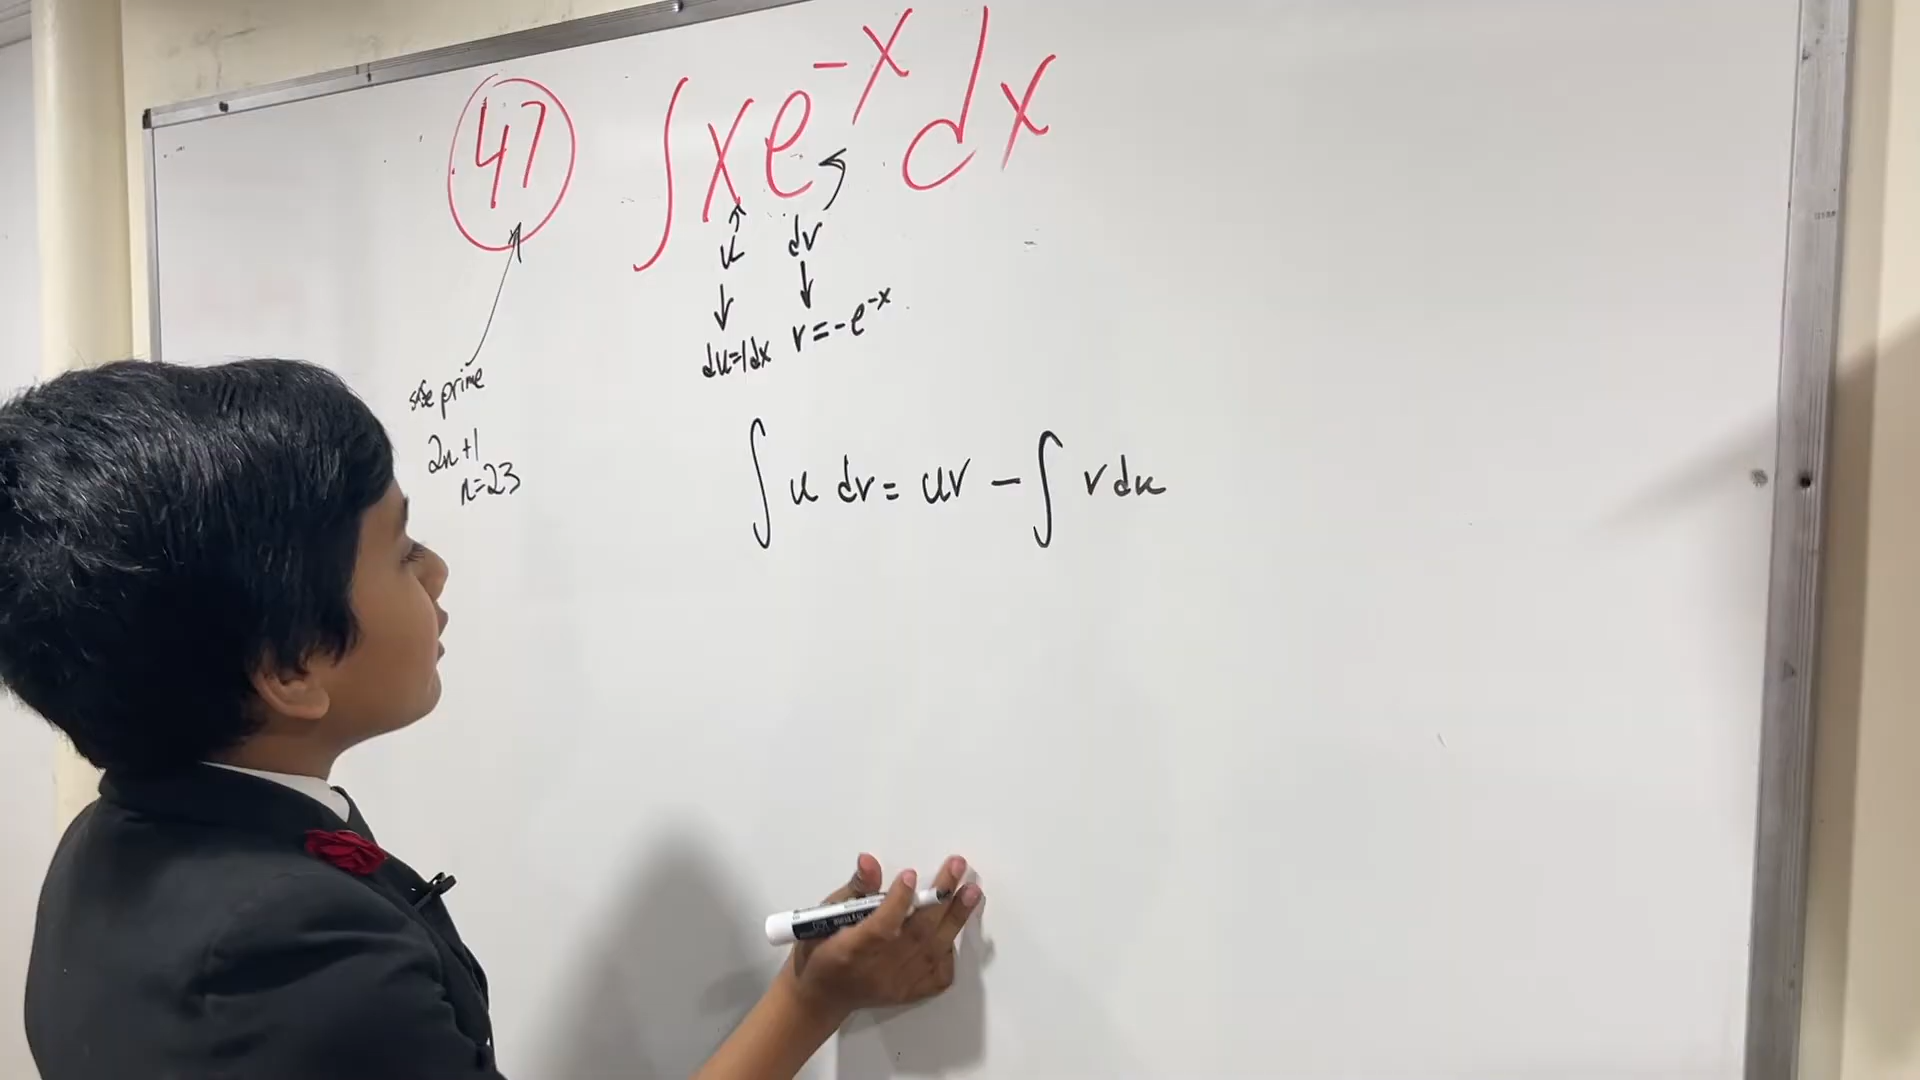 47 ∫xe^-x dx
u dv
du=1dx v=-e^-x
safe prime
2n+1
n=23
∫u dv = uv - ∫v du